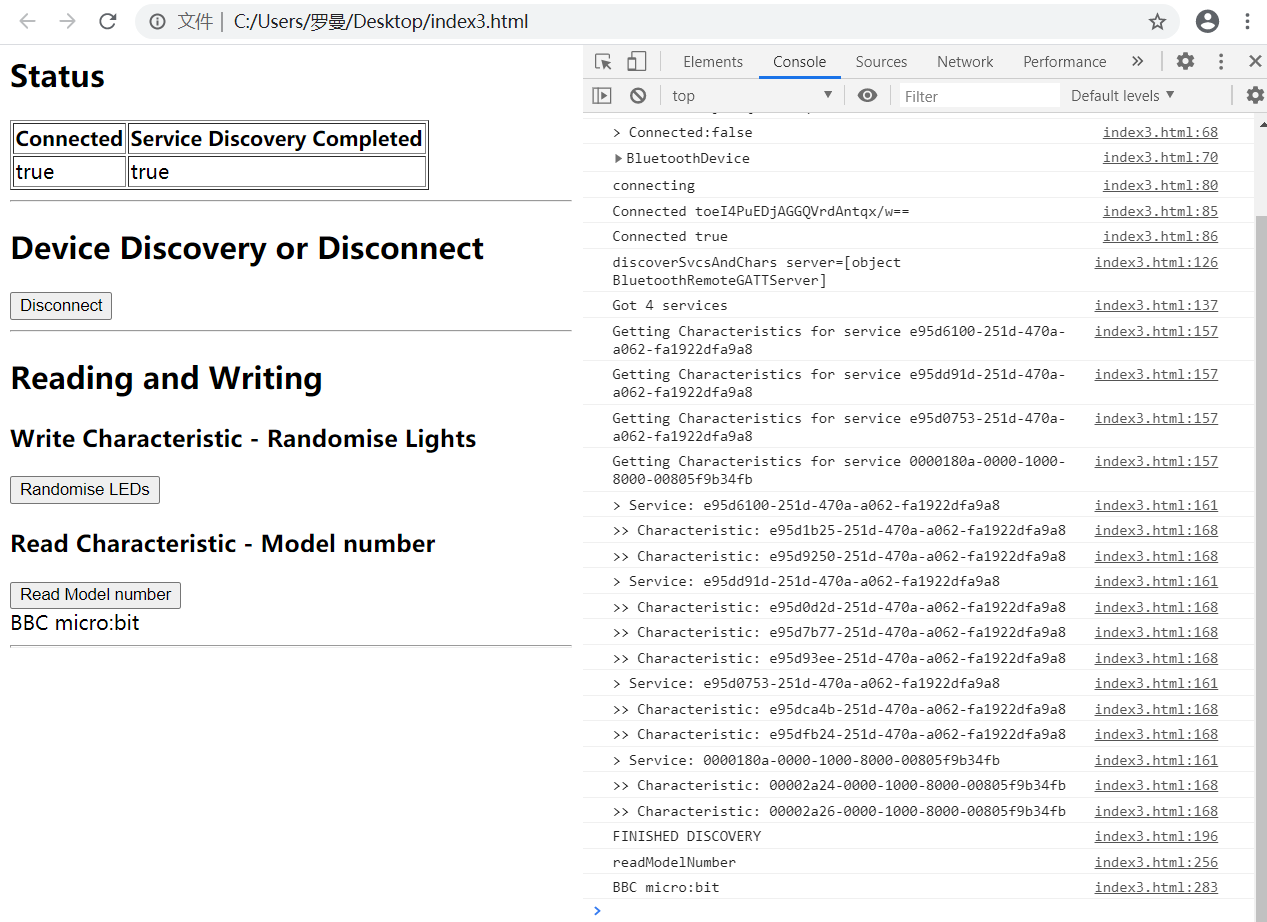 文件 | C:/Users/罗曼/Desktop/index3.html
Status
Connected Service Discovery Completed
true true
Device Discovery or Disconnect
Disconnect
Reading and Writing
Write Characteristic - Randomise Lights
Randomise LEDs
Read Characteristic - Model number
Read Model number
BBC micro:bit
Elements Console Sources Network Performance »
top Filter Default levels
> Connected:false index3.html:68
BluetoothDevice index3.html:70
connecting index3.html:80
Connected toeI4PuEDjAGGQVrdAntqx/w== index3.html:85
Connected true index3.html:86
discoverSvcsAndChars server=[object index3.html:126
BluetoothRemoteGATTServer]
Got 4 services index3.html:137
Getting Characteristics for service e95d6100-251d-470a- index3.html:157
a062-fa1922dfa9a8
Getting Characteristics for service e95dd91d-251d-470a- index3.html:157
a062-fa1922dfa9a8
Getting Characteristics for service e95d0753-251d-470a- index3.html:157
a062-fa1922dfa9a8
Getting Characteristics for service 0000180a-0000-1000- index3.html:157
8000-00805f9b34fb
> Service: e95d6100-251d-470a-a062-fa1922dfa9a8 index3.html:161
>> Characteristic: e95d1b25-251d-470a-a062-fa1922dfa9a8 index3.html:168
>> Characteristic: e95d9250-251d-470a-a062-fa1922dfa9a8 index3.html:168
> Service: e95dd91d-251d-470a-a062-fa1922dfa9a8 index3.html:161
>> Characteristic: e95d0d2d-251d-470a-a062-fa1922dfa9a8 index3.html:168
>> Characteristic: e95d7b77-251d-470a-a062-fa1922dfa9a8 index3.html:168
>> Characteristic: e95d93ee-251d-470a-a062-fa1922dfa9a8 index3.html:168
> Service: e95d0753-251d-470a-a062-fa1922dfa9a8 index3.html:161
>> Characteristic: e95dca4b-251d-470a-a062-fa1922dfa9a8 index3.html:168
>> Characteristic: e95dfb24-251d-470a-a062-fa1922dfa9a8 index3.html:168
> Service: 0000180a-0000-1000-8000-00805f9b34fb index3.html:161
>> Characteristic: 00002a24-0000-1000-8000-00805f9b34fb index3.html:168
>> Characteristic: 00002a26-0000-1000-8000-00805f9b34fb index3.html:168
FINISHED DISCOVERY index3.html:196
readModelNumber index3.html:256
BBC micro:bit index3.html:283